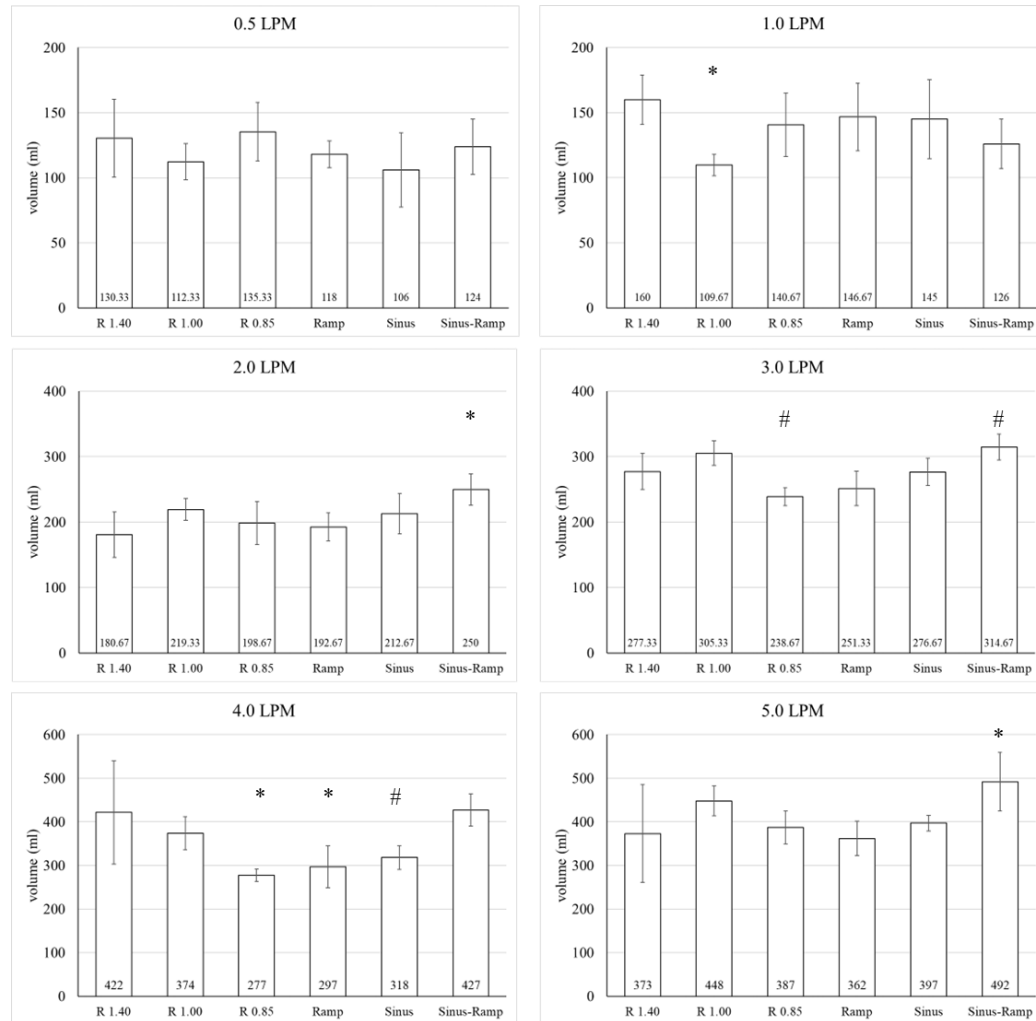 0.5 LPM
200
150
100
50
0
volume (ml)
130.33 112.33 135.33 118 106 124
R 1.40 R 1.00 R 0.85 Ramp Sinus Sinus-Ramp
1.0 LPM
200
150
100
50
0
volume (ml)
*
160 109.67 140.67 146.67 145 126
R 1.40 R 1.00 R 0.85 Ramp Sinus Sinus-Ramp
2.0 LPM
400
300
200
100
0
volume (ml)
*
180.67 219.33 198.67 192.67 212.67 250
R 1.40 R 1.00 R 0.85 Ramp Sinus Sinus-Ramp
3.0 LPM
400
300
200
100
0
volume (ml)
# #
277.33 305.33 238.67 251.33 276.67 314.67
R 1.40 R 1.00 R 0.85 Ramp Sinus Sinus-Ramp
4.0 LPM
600
500
400
300
200
100
0
volume (ml)
* * #
422 374 277 297 318 427
R 1.40 R 1.00 R 0.85 Ramp Sinus Sinus-Ramp
5.0 LPM
600
500
400
300
200
100
0
volume (ml)
*
373 448 387 362 397 492
R 1.40 R 1.00 R 0.85 Ramp Sinus Sinus-Ramp